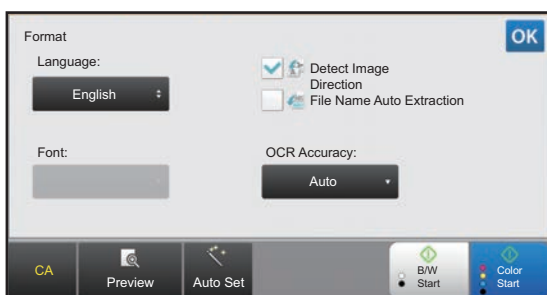 Format
OK
Language:
English
Detect Image
Direction
File Name Auto Extraction
Font:
OCR Accuracy:
Auto
CA
Preview
Auto Set
B/W
Start
Color
Start